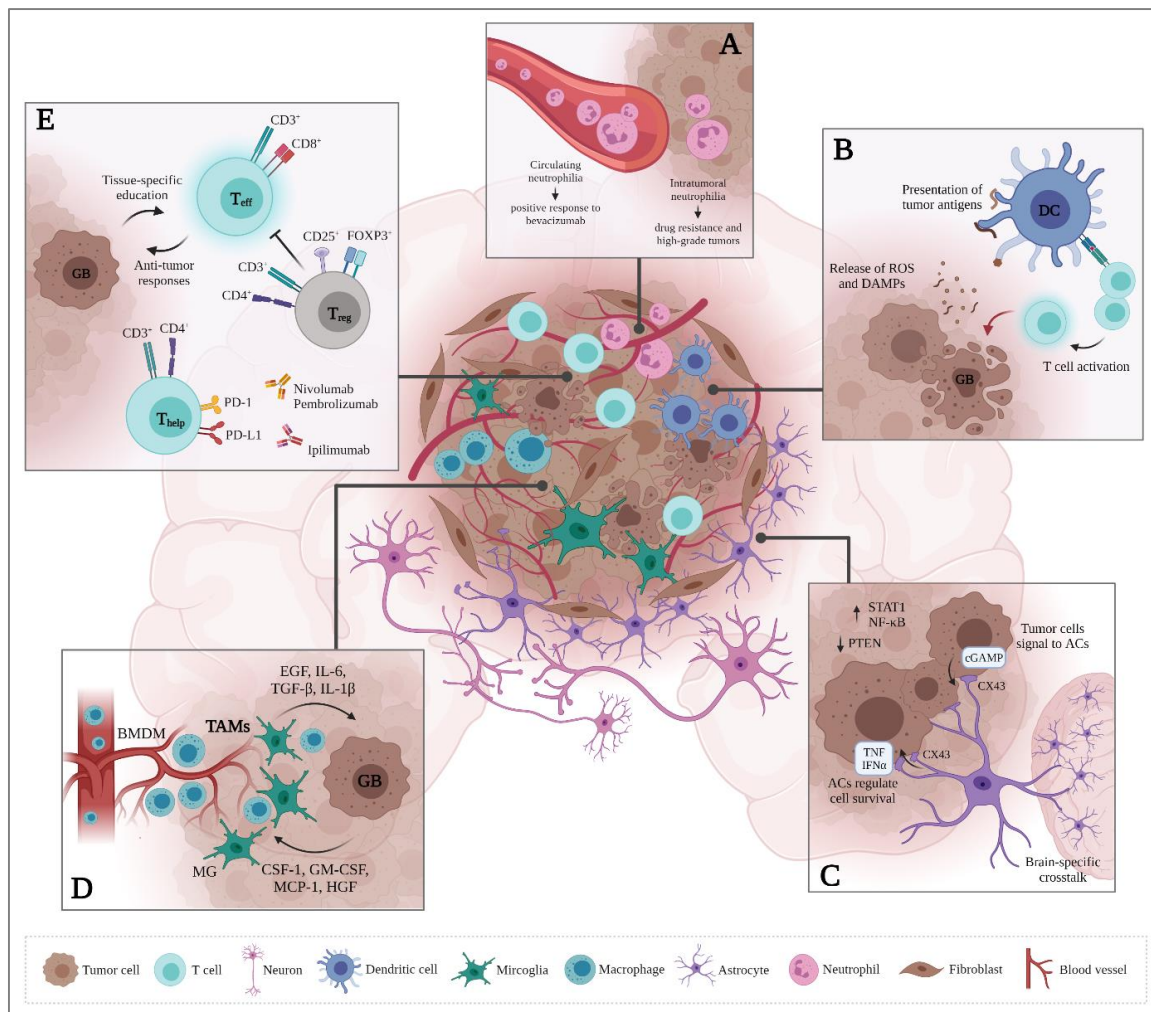 A
Circulating
neutrophilia
positive response to
bevacizumab
Intratumoral
neutrophilia
drug resistance and
high-grade tumors
B
Presentation of
tumor antigens
DC
Release of ROS
and DAMPs
GB
T cell activation
E
CD3⁺
CD8⁺
Tissue-specific
education
Teff
GB
Anti-tumor
responses
CD25⁺ FOXP3⁺
CD3⁺
CD4⁺
Treg
CD3⁺ CD4⁺
Thelp
PD-1
PD-L1
Nivolumab
Pembrolizumab
Ipilimumab
STAT1
NF-κB
PTEN
Tumor cells
signal to ACs
cGAMP
CX43
TNF
IFNα
CX43
ACs regulate
cell survival
Brain-specific
crosstalk
C
EGF, IL-6,
TGF-β, IL-1β
BMDM
TAMs
GB
MG
CSF-1, GM-CSF,
MCP-1, HGF
D
Tumor cell
T cell
Neuron
Dendritic cell
Mircoglia
Macrophage
Astrocyte
Neutrophil
Fibroblast
Blood vessel